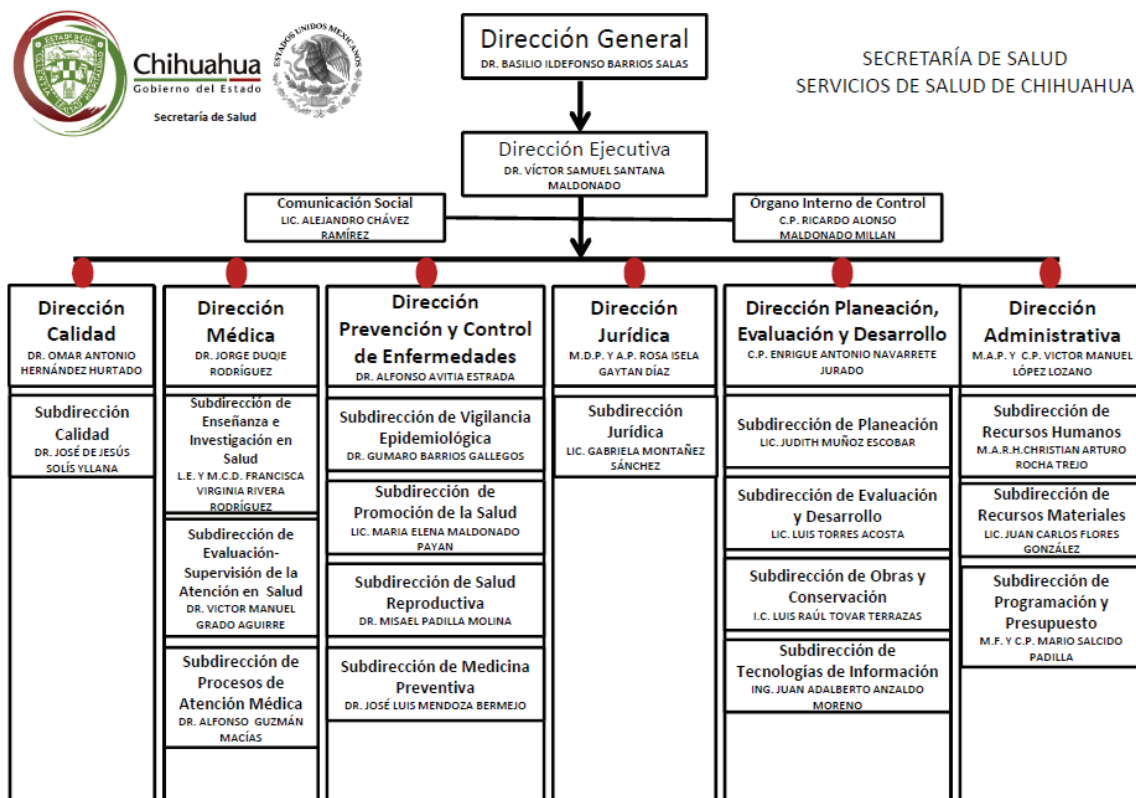 Chihuahua
Gobierno del Estado
Secretaría de Salud
ESTADOS UNIDOS MEXICANOS
Dirección General
DR. BASILIO ILDEFONSO BARRIOS SALAS
SECRETARÍA DE SALUD
SERVICIOS DE SALUD DE CHIHUAHUA
Dirección Ejecutiva
DR. VÍCTOR SAMUEL SANTANA
MALDONADO
Comunicación Social
LIC. ALEJANDRO CHÁVEZ
RAMÍREZ
Órgano Interno de Control
C.P. RICARDO ALONSO
MALDONADO MILLAN
Dirección
Calidad
DR. OMAR ANTONIO
HERNÁNDEZ HURTADO
Subdirección
Calidad
DR. JOSÉ DE JESÚS
SOLÍS YLLANA
Dirección
Médica
DR. JORGE DUQIE
RODRÍGUEZ
Subdirección de
Enseñanza e
Investigación en
Salud
L.E. Y M.C.D. FRANCISCA
VIRGINIA RIVERA
RODRÍGUEZ
Subdirección de
Evaluación-
Supervisión de la
Atención en Salud
DR. VICTOR MANUEL
GRADO AGUIRRE
Subdirección de
Procesos de
Atención Médica
DR. ALFONSO GUZMÁN
MACÍAS
Dirección
Prevención y Control
de Enfermedades
DR. ALFONSO AVITIA ESTRADA
Subdirección de Vigilancia
Epidemiológica
DR. GUMARO BARRIOS GALLEGOS
Subdirección de
Promoción de la Salud
LIC. MARIA ELENA MALDONADO
PAYAN
Subdirección de Salud
Reproductiva
DR. MISAEL PADILLA MOLINA
Subdirección de Medicina
Preventiva
DR. JOSÉ LUIS MENDOZA BERMEJO
Dirección
Jurídica
M.D.P. Y A.P. ROSA ISELA
GAYTAN DÍAZ
Subdirección
Jurídica
LIC. GABRIELA MONTAÑEZ
SÁNCHEZ
Dirección Planeación,
Evaluación y Desarrollo
C.P. ENRIGUE ANTONIO NAVARRETE
JURADO
Subdirección de Planeación
LIC. JUDITH MUÑOZ ESCOBAR
Subdirección de Evaluación
y Desarrollo
LIC. LUIS TORRES ACOSTA
Subdirección de Obras y
Conservación
I.C. LUIS RAÚL TOVAR TERRAZAS
Subdirección de
Tecnologías de Información
ING. JUAN ADALBERTO ANZALDO
MORENO
Dirección
Administrativa
M.A.P. Y C.P. VICTOR MANUEL
LÓPEZ LOZANO
Subdirección de
Recursos Humanos
M.A.R.H.CHRISTIAN ARTURO
ROCHA TREJO
Subdirección de
Recursos Materiales
LIC. JUAN CARLOS FLORES
GONZÁLEZ
Subdirección de
Programación y
Presupuesto
M.F. Y C.P. MARIO SALCIDO
PADILLA